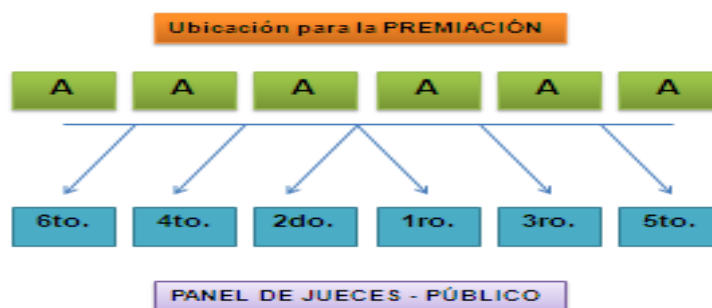 Ubicación para la PREMIACIÓN
A A A A A A
6to. 4to. 2do. 1ro. 3ro. 5to.
PANEL DE JUECES - PÚBLICO